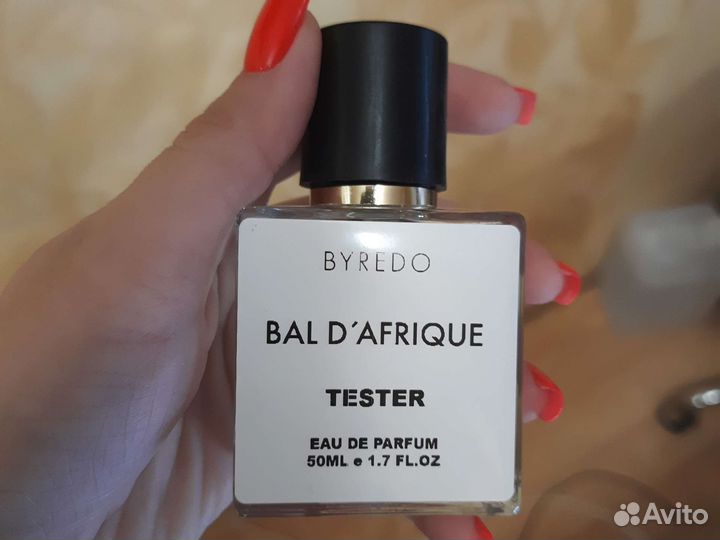 BYREDO
BAL D´AFRIQUE
TESTER
EAU DE PARFUM
50ML e 1.7 FL.OZ
Avito